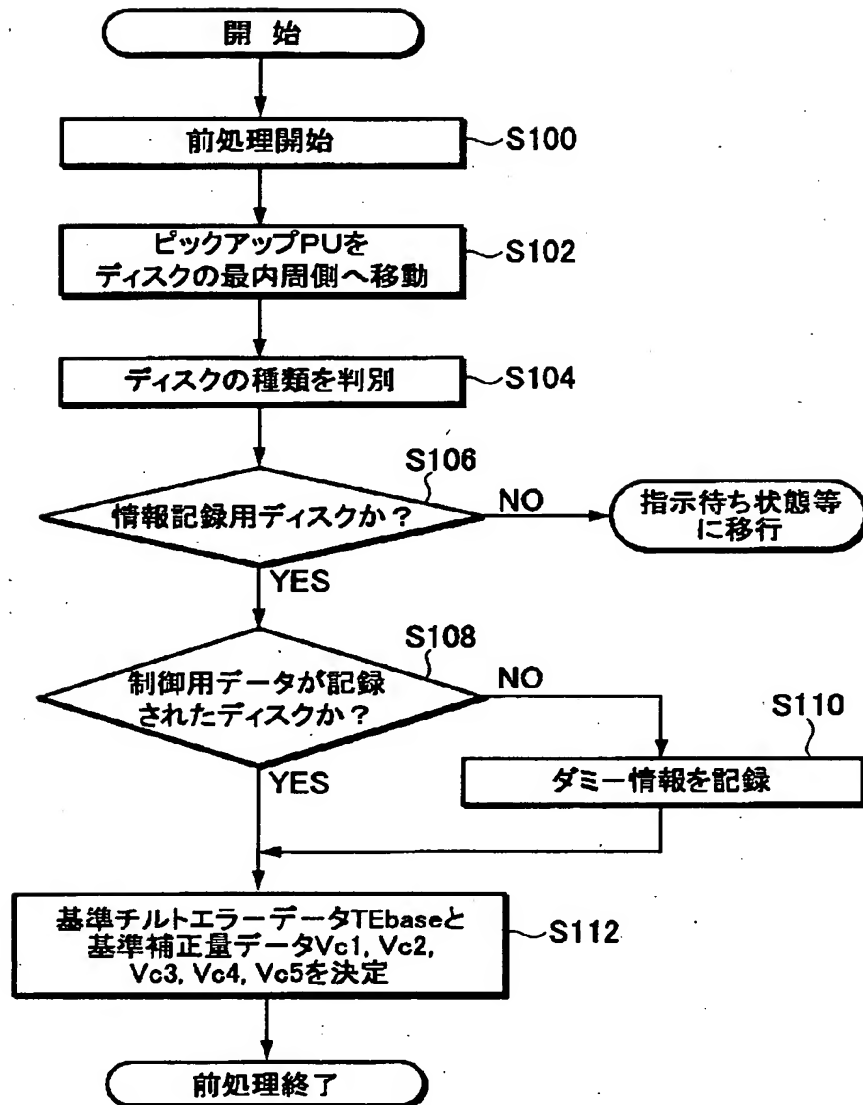 開 始
前処理開始
S100
ピックアップPUを
ディスクの最内周側へ移動
S102
ディスクの種類を判別
S104
S106
情報記録用ディスクか？
NO
指示待ち状態等
に移行
YES
S108
制御用データが記録
されたディスクか？
NO
S110
ダミー情報を記録
YES
基準チルトエラーデータTEbaseと
基準補正量データVc1, Vc2,
Vc3, Vc4, Vc5を決定
S112
前処理終了